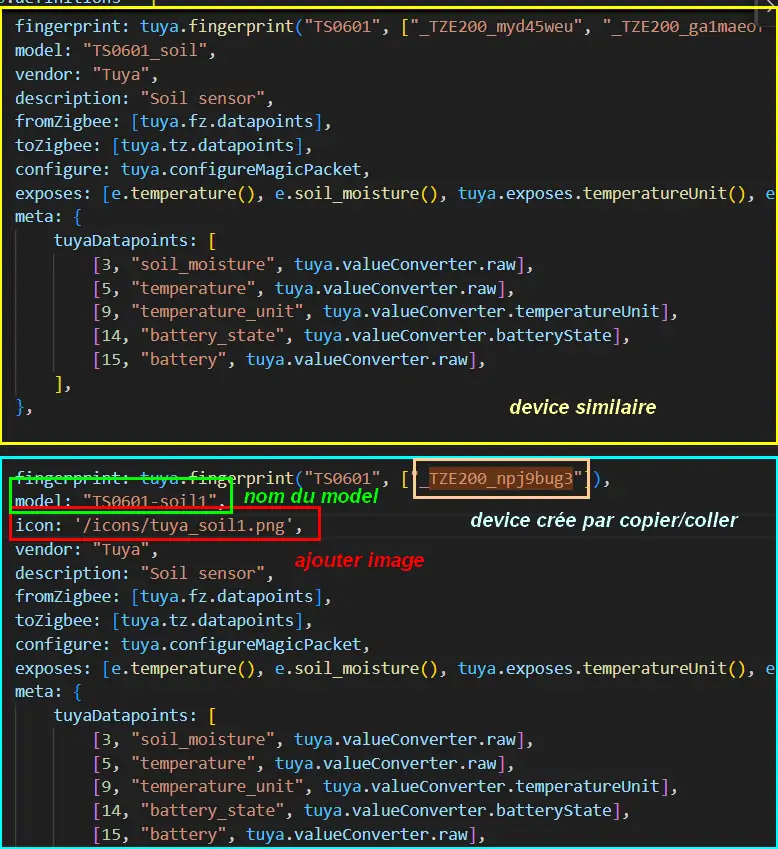 fingerprint: tuya.fingerprint("TS0601", ["_TZE200_myd45weu", "_TZE200_ga1maeof
model: "TS0601_soil",
vendor: "Tuya",
description: "Soil sensor",
fromZigbee: [tuya.fz.datapoints],
toZigbee: [tuya.tz.datapoints],
configure: tuya.configureMagicPacket,
exposes: [e.temperature(), e.soil_moisture(), tuya.exposes.temperatureUnit(), e
meta: {
tuyaDatapoints: [
[3, "soil_moisture", tuya.valueConverter.raw],
[5, "temperature", tuya.valueConverter.raw],
[9, "temperature_unit", tuya.valueConverter.temperatureUnit],
[14, "battery_state", tuya.valueConverter.batteryState],
[15, "battery", tuya.valueConverter.raw],
],
},
device similaire
fingerprint: tuya.fingerprint("TS0601", ["_TZE200_npj9bug3"]),
model: "TS0601-soil1", nom du model
icon: '/icons/tuya_soil1.png', device crée par copier/coller
vendor: "Tuya",
ajouter image
description: "Soil sensor",
fromZigbee: [tuya.fz.datapoints],
toZigbee: [tuya.tz.datapoints],
configure: tuya.configureMagicPacket,
exposes: [e.temperature(), e.soil_moisture(), tuya.exposes.temperatureUnit(), e
meta: {
tuyaDatapoints: [
[3, "soil_moisture", tuya.valueConverter.raw],
[5, "temperature", tuya.valueConverter.raw],
[9, "temperature_unit", tuya.valueConverter.temperatureUnit],
[14, "battery_state", tuya.valueConverter.batteryState],
[15, "battery", tuya.valueConverter.raw],